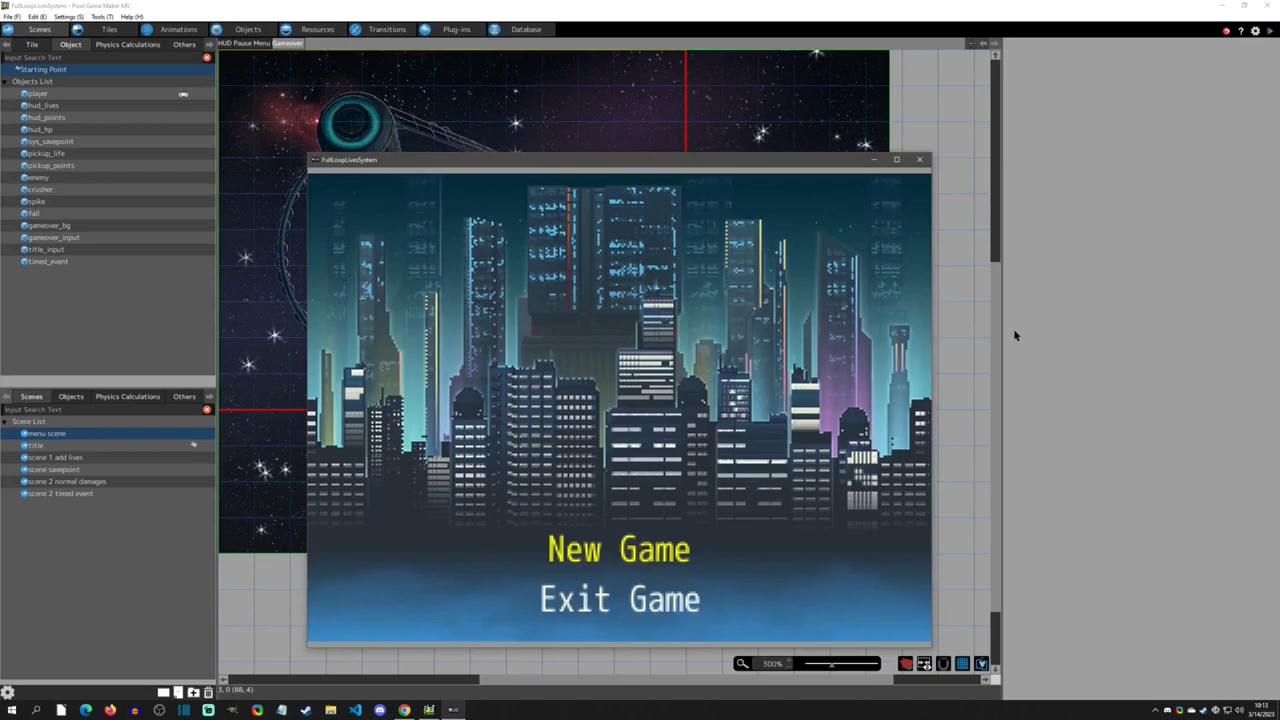 FullLoopLivesSystem - Pixel Game Maker MV
File (F) Edit (E) Settings (S) Tools (T) Help (H)
Scenes Tiles Animations Objects Resources Transitions Plug-ins Database
Tile Object Physics Calculations Others
HUD Pause Menu Gameover
Input Search Text
Starting Point
Objects List
player
hud_lives
hud_points
hud_hp
sys_savepoint
pickup_life
pickup_points
enemy
crusher
spike
fall
gameover_bg
gameover_input
title_input
timed_event
FullLoopLivesSystem
New Game
Exit Game
Scenes Objects Physics Calculations Others
Input Search Text
Scene List
menu scene
title
scene 1 add lives
scene savepoint
scene 2 normal damages
scene 2 timed event
300%
3, 0 (88, 4)
10:13
3/14/2023